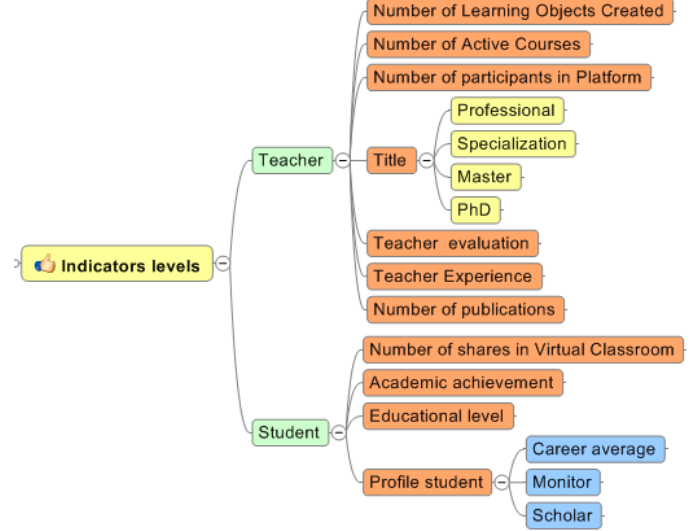 Number of Learning Objects Created
Number of Active Courses
Number of participants in Platform
Professional
Specialization
Teacher
Title
Master
PhD
Teacher evaluation
Indicators levels
Teacher Experience
Number of publications
Number of shares in Virtual Classroom
Academic achievement
Educational level
Student
Career average
Profile student
Monitor
Scholar